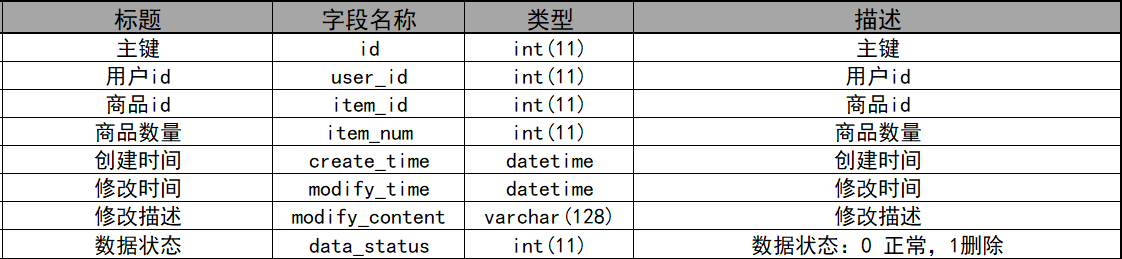 标题 字段名称 类型 描述
主键 id int(11) 主键
用户id user_id int(11) 用户id
商品id item_id int(11) 商品id
商品数量 item_num int(11) 商品数量
创建时间 create_time datetime 创建时间
修改时间 modify_time datetime 修改时间
修改描述 modify_content varchar(128) 修改描述
数据状态 data_status int(11) 数据状态：0 正常，1删除